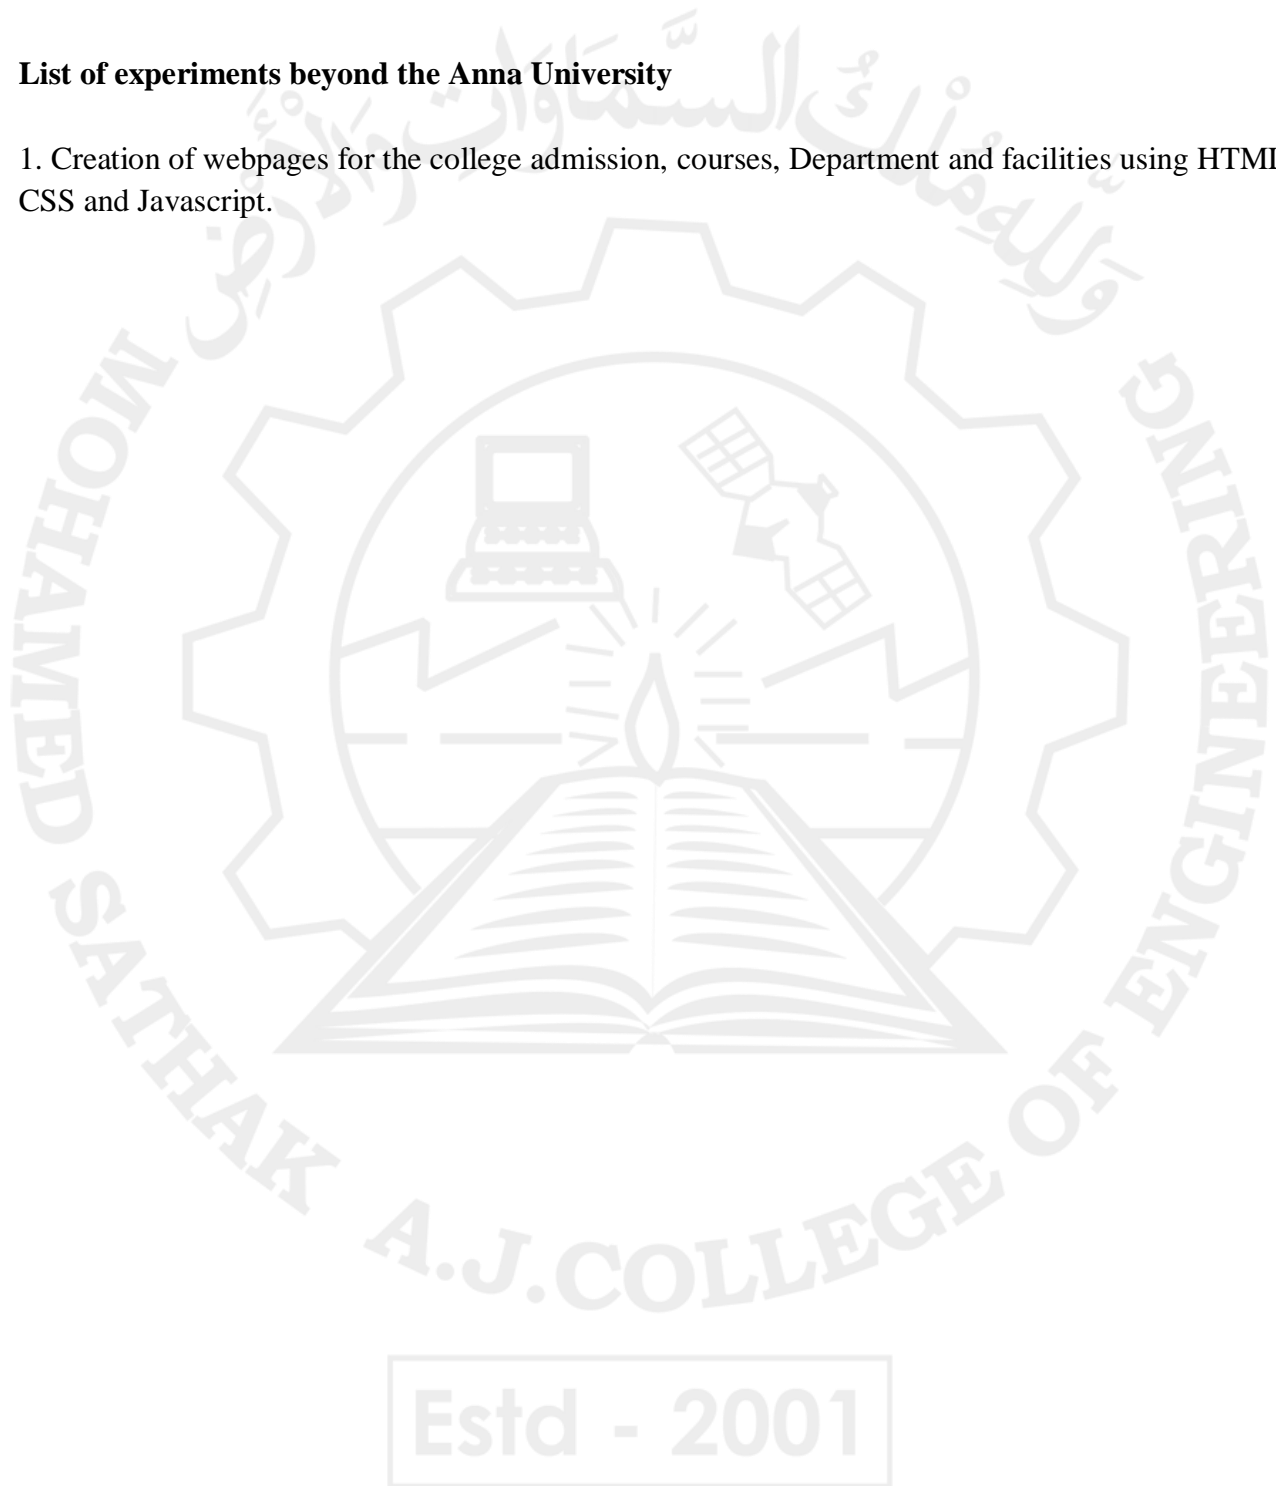 List of experiments beyond the Anna University
1. Creation of webpages for the college admission, courses, Department and facilities using HTML
CSS and Javascript.
وَلِلَّهِ مُلْكُ السَّمَاوَاتِ وَالْأَرْضِ
MOHAMED SATHAK A.J.COLLEGE OF ENGINEERING
Estd - 2001